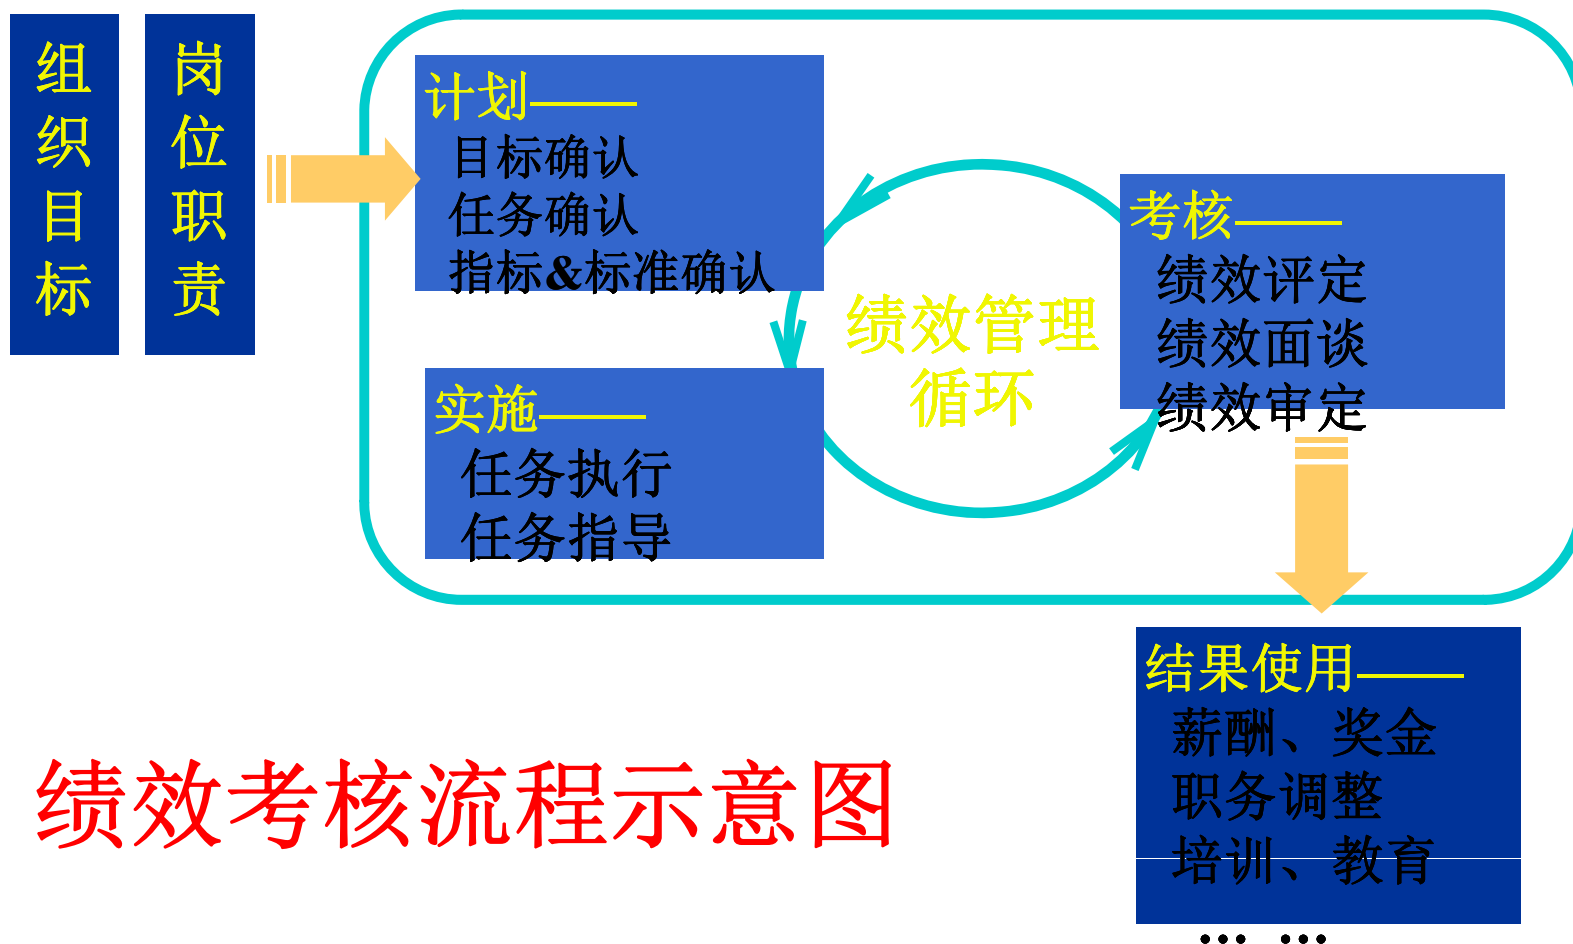 组织目标
岗位职责
计划——
目标确认
任务确认
指标&标准确认
实施——
任务执行
任务指导
绩效管理
循环
考核——
绩效评定
绩效面谈
绩效审定
结果使用——
薪酬、奖金
职务调整
培训、教育
… …
绩效考核流程示意图